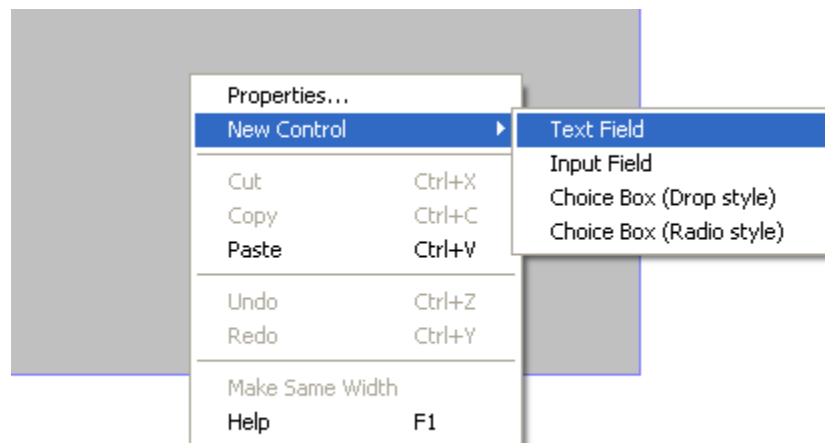 Properties...
New Control
Text Field
Input Field
Choice Box (Drop style)
Choice Box (Radio style)
Cut Ctrl+X
Copy Ctrl+C
Paste Ctrl+V
Undo Ctrl+Z
Redo Ctrl+Y
Make Same Width
Help F1